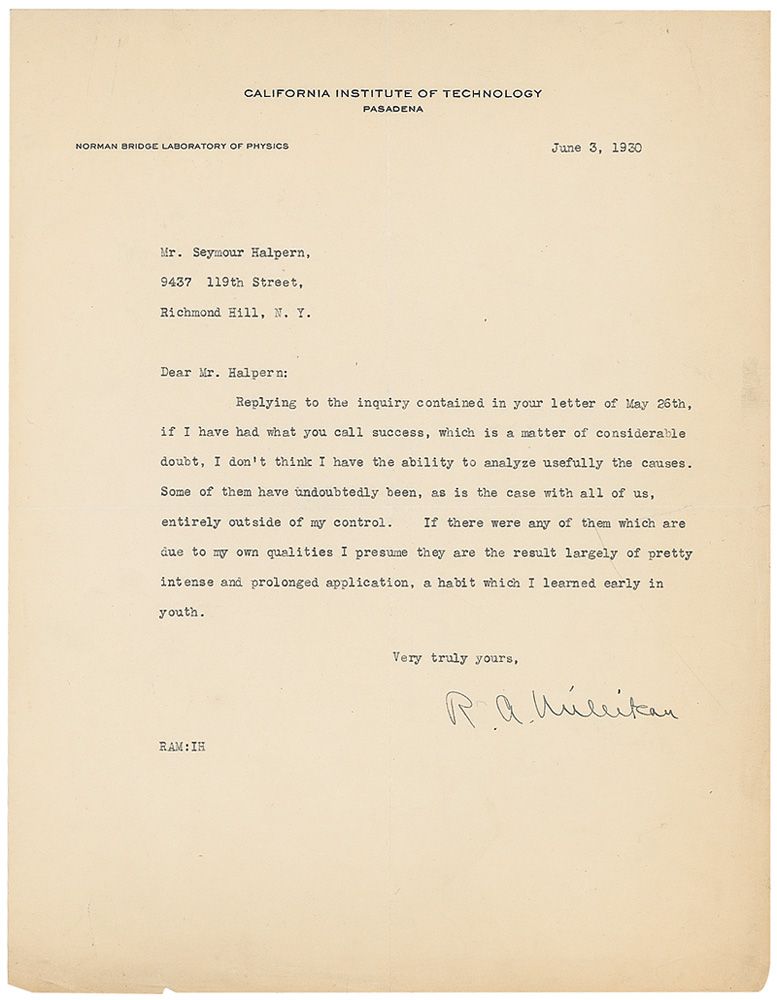 CALIFORNIA INSTITUTE OF TECHNOLOGY
PASADENA
NORMAN BRIDGE LABORATORY OF PHYSICS
June 3, 1930
Mr. Seymour Halpern,
9437 119th Street,
Richmond Hill, N. Y.
Dear Mr. Halpern:
Replying to the inquiry contained in your letter of May 26th,
if I have had what you call success, which is a matter of considerable
doubt, I don't think I have the ability to analyze usefully the causes.
Some of them have undoubtedly been, as is the case with all of us,
entirely outside of my control. If there were any of them which are
due to my own qualities I presume they are the result largely of pretty
intense and prolonged application, a habit which I learned early in
youth.
Very truly yours,
R. A. Millikan
RAM:IH